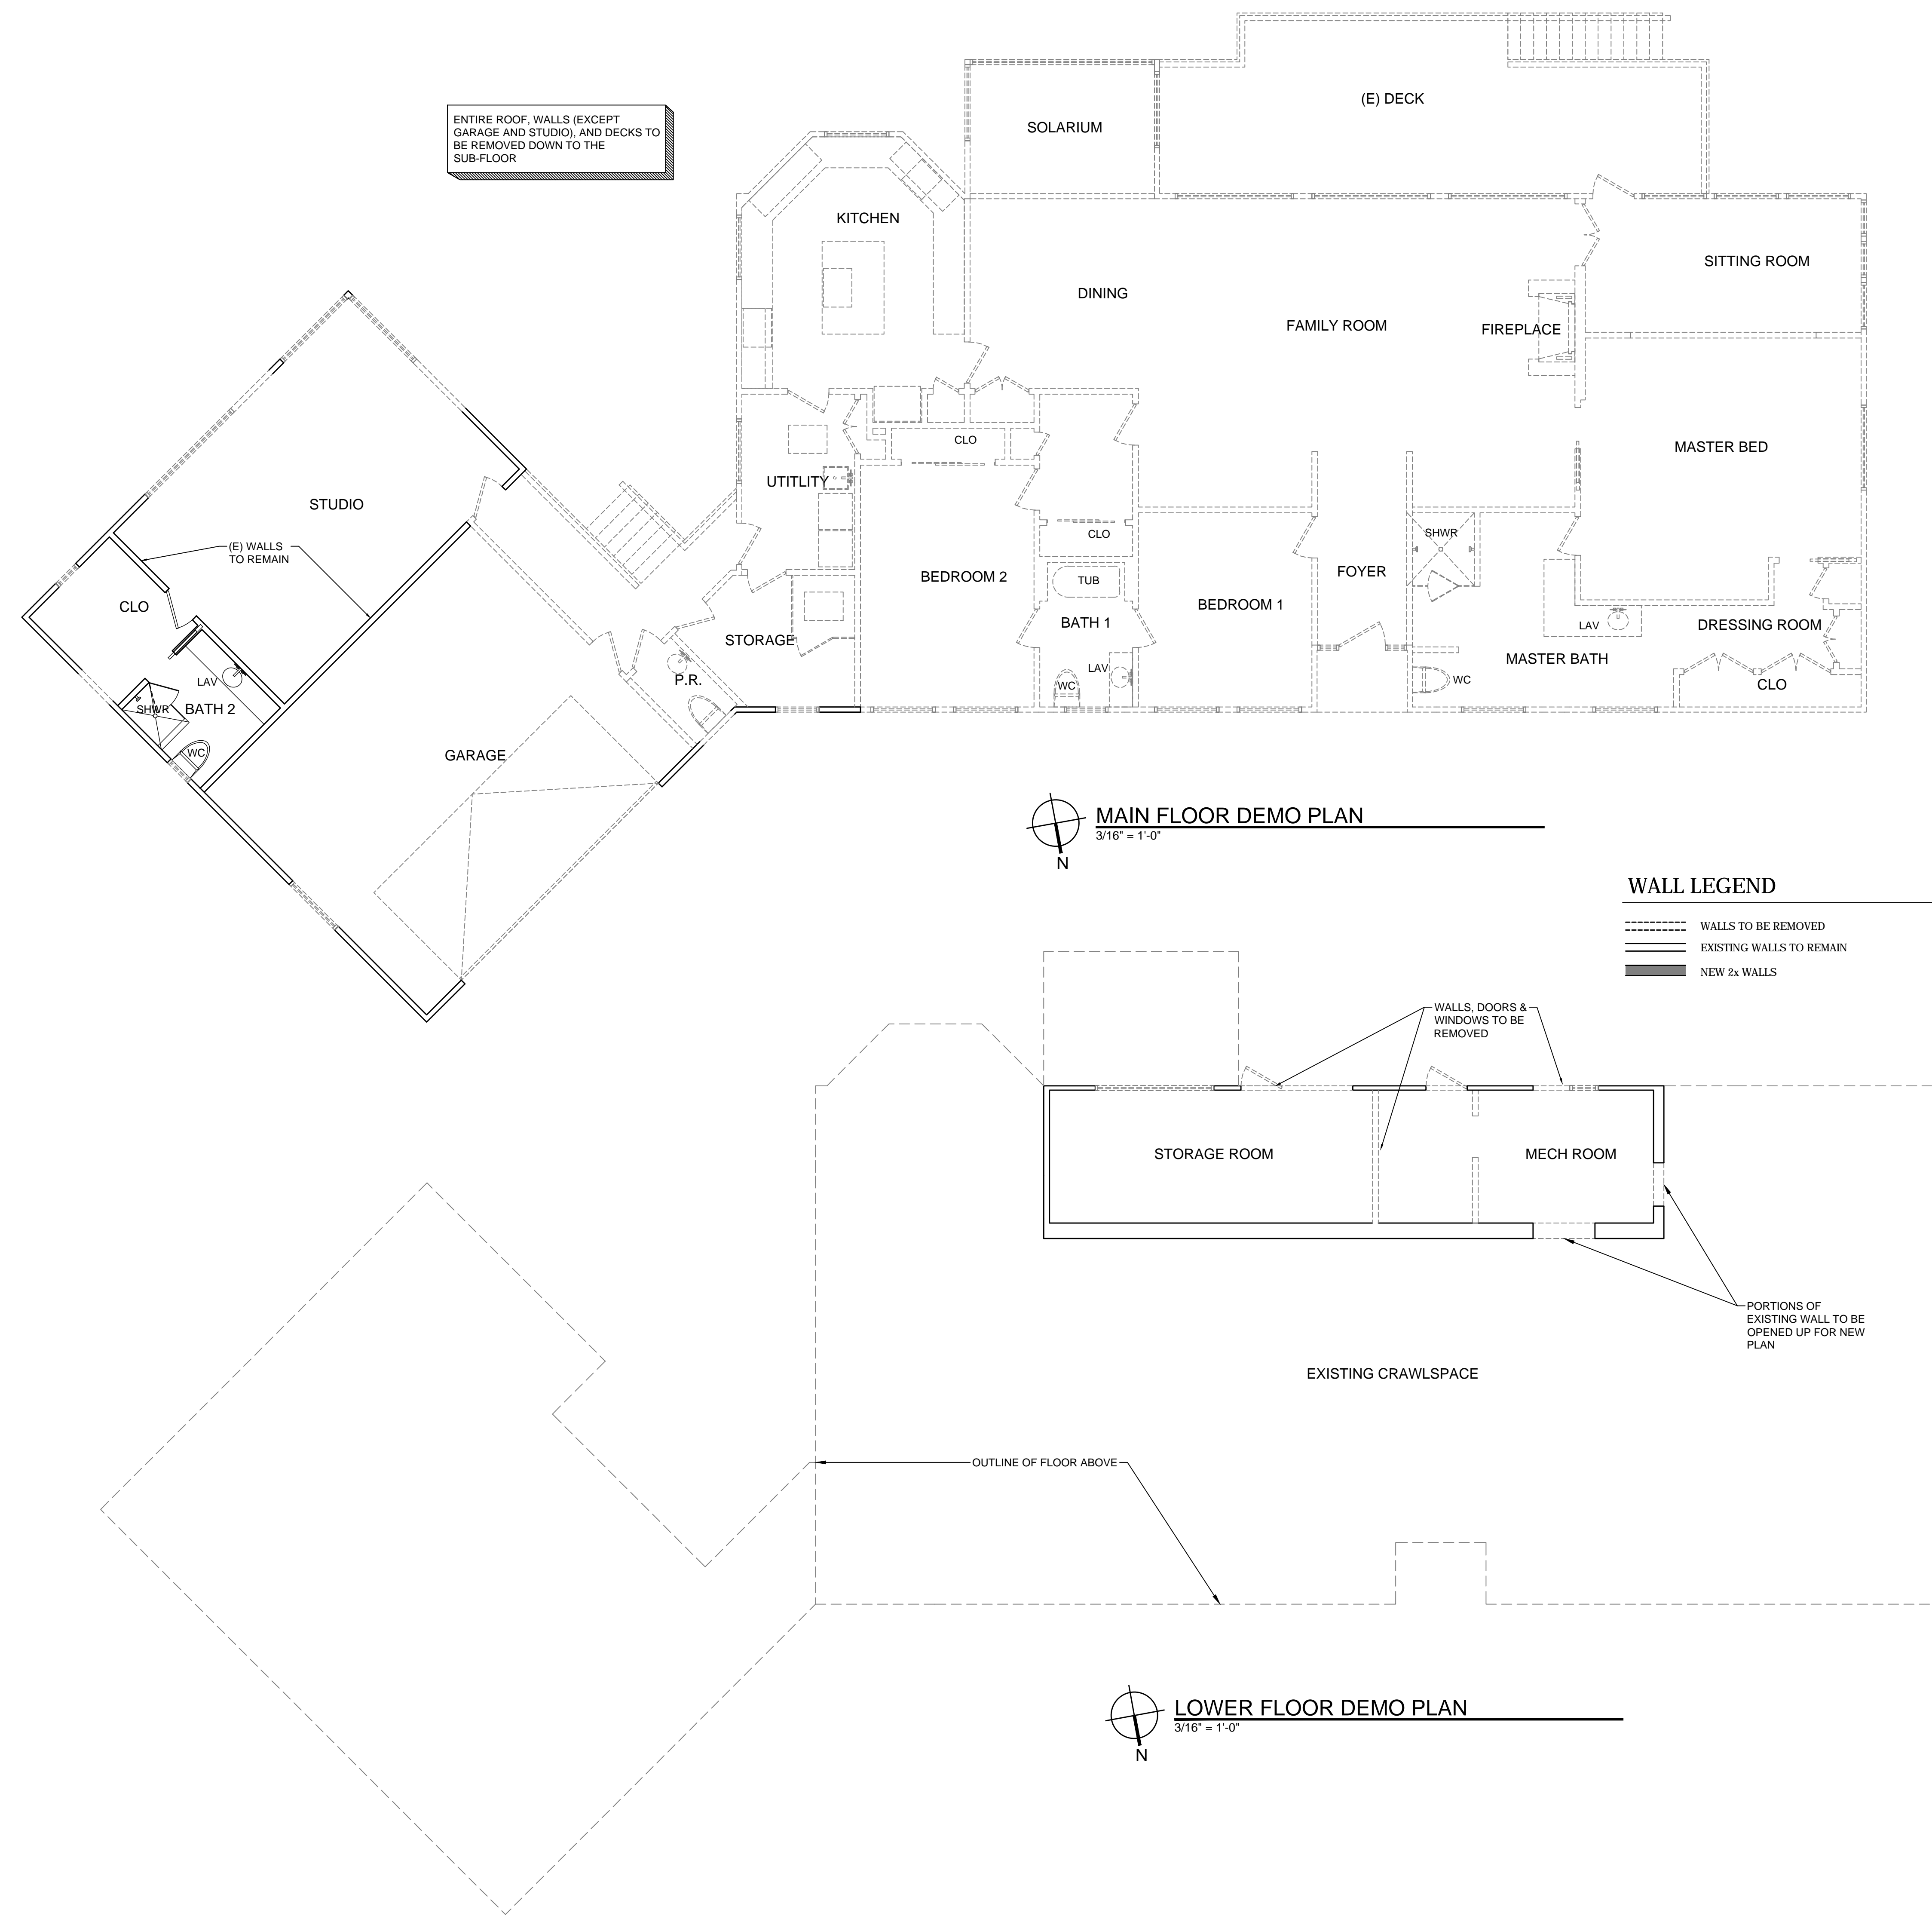 ENTIRE ROOF, WALLS (EXCEPT
GARAGE AND STUDIO), AND DECKS TO
BE REMOVED DOWN TO THE
SUB-FLOOR
(E) DECK
SOLARIUM
KITCHEN
SITTING ROOM
DINING
FAMILY ROOM
FIREPLACE
CLO
MASTER BED
UTITLITY
STUDIO
(E) WALLS
TO REMAIN
CLO
SHWR
BEDROOM 2
TUB
FOYER
CLO
BEDROOM 1
BATH 1
LAV
DRESSING ROOM
STORAGE
MASTER BATH
LAV
P.R.
LAV
WC
WC
CLO
SHWR
BATH 2
WC
GARAGE
MAIN FLOOR DEMO PLAN
3/16" = 1'-0"
N
WALL LEGEND
WALLS TO BE REMOVED
EXISTING WALLS TO REMAIN
NEW 2x WALLS
WALLS, DOORS &
WINDOWS TO BE
REMOVED
STORAGE ROOM
MECH ROOM
PORTIONS OF
EXISTING WALL TO BE
OPENED UP FOR NEW
PLAN
EXISTING CRAWLSPACE
OUTLINE OF FLOOR ABOVE
LOWER FLOOR DEMO PLAN
3/16" = 1'-0"
N